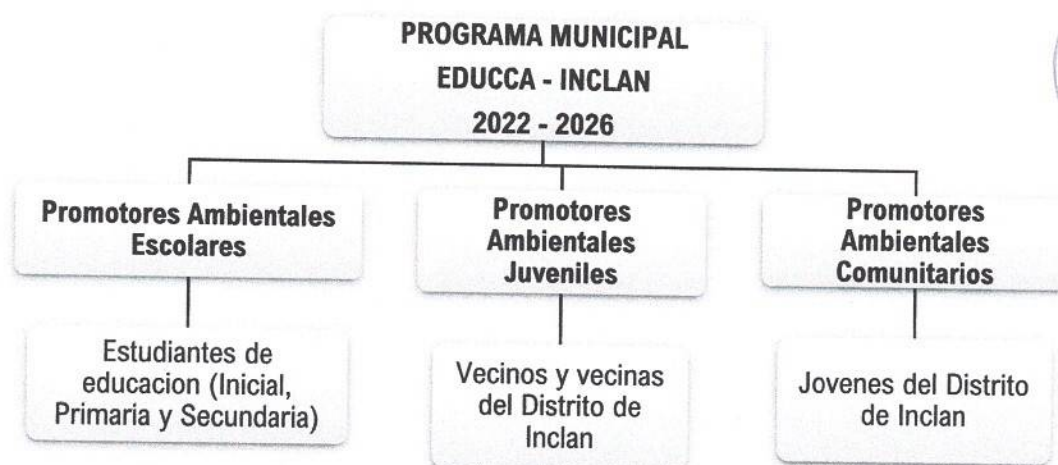 PROGRAMA MUNICIPAL
EDUCCA - INCLAN
2022 - 2026
Promotores Ambientales
Escolares
Promotores
Ambientales
Juveniles
Promotores
Ambientales
Comunitarios
Estudiantes de
educacion (Inicial,
Primaria y Secundaria)
Vecinos y vecinas
del Distrito de
Inclan
Jovenes del Distrito
de Inclan